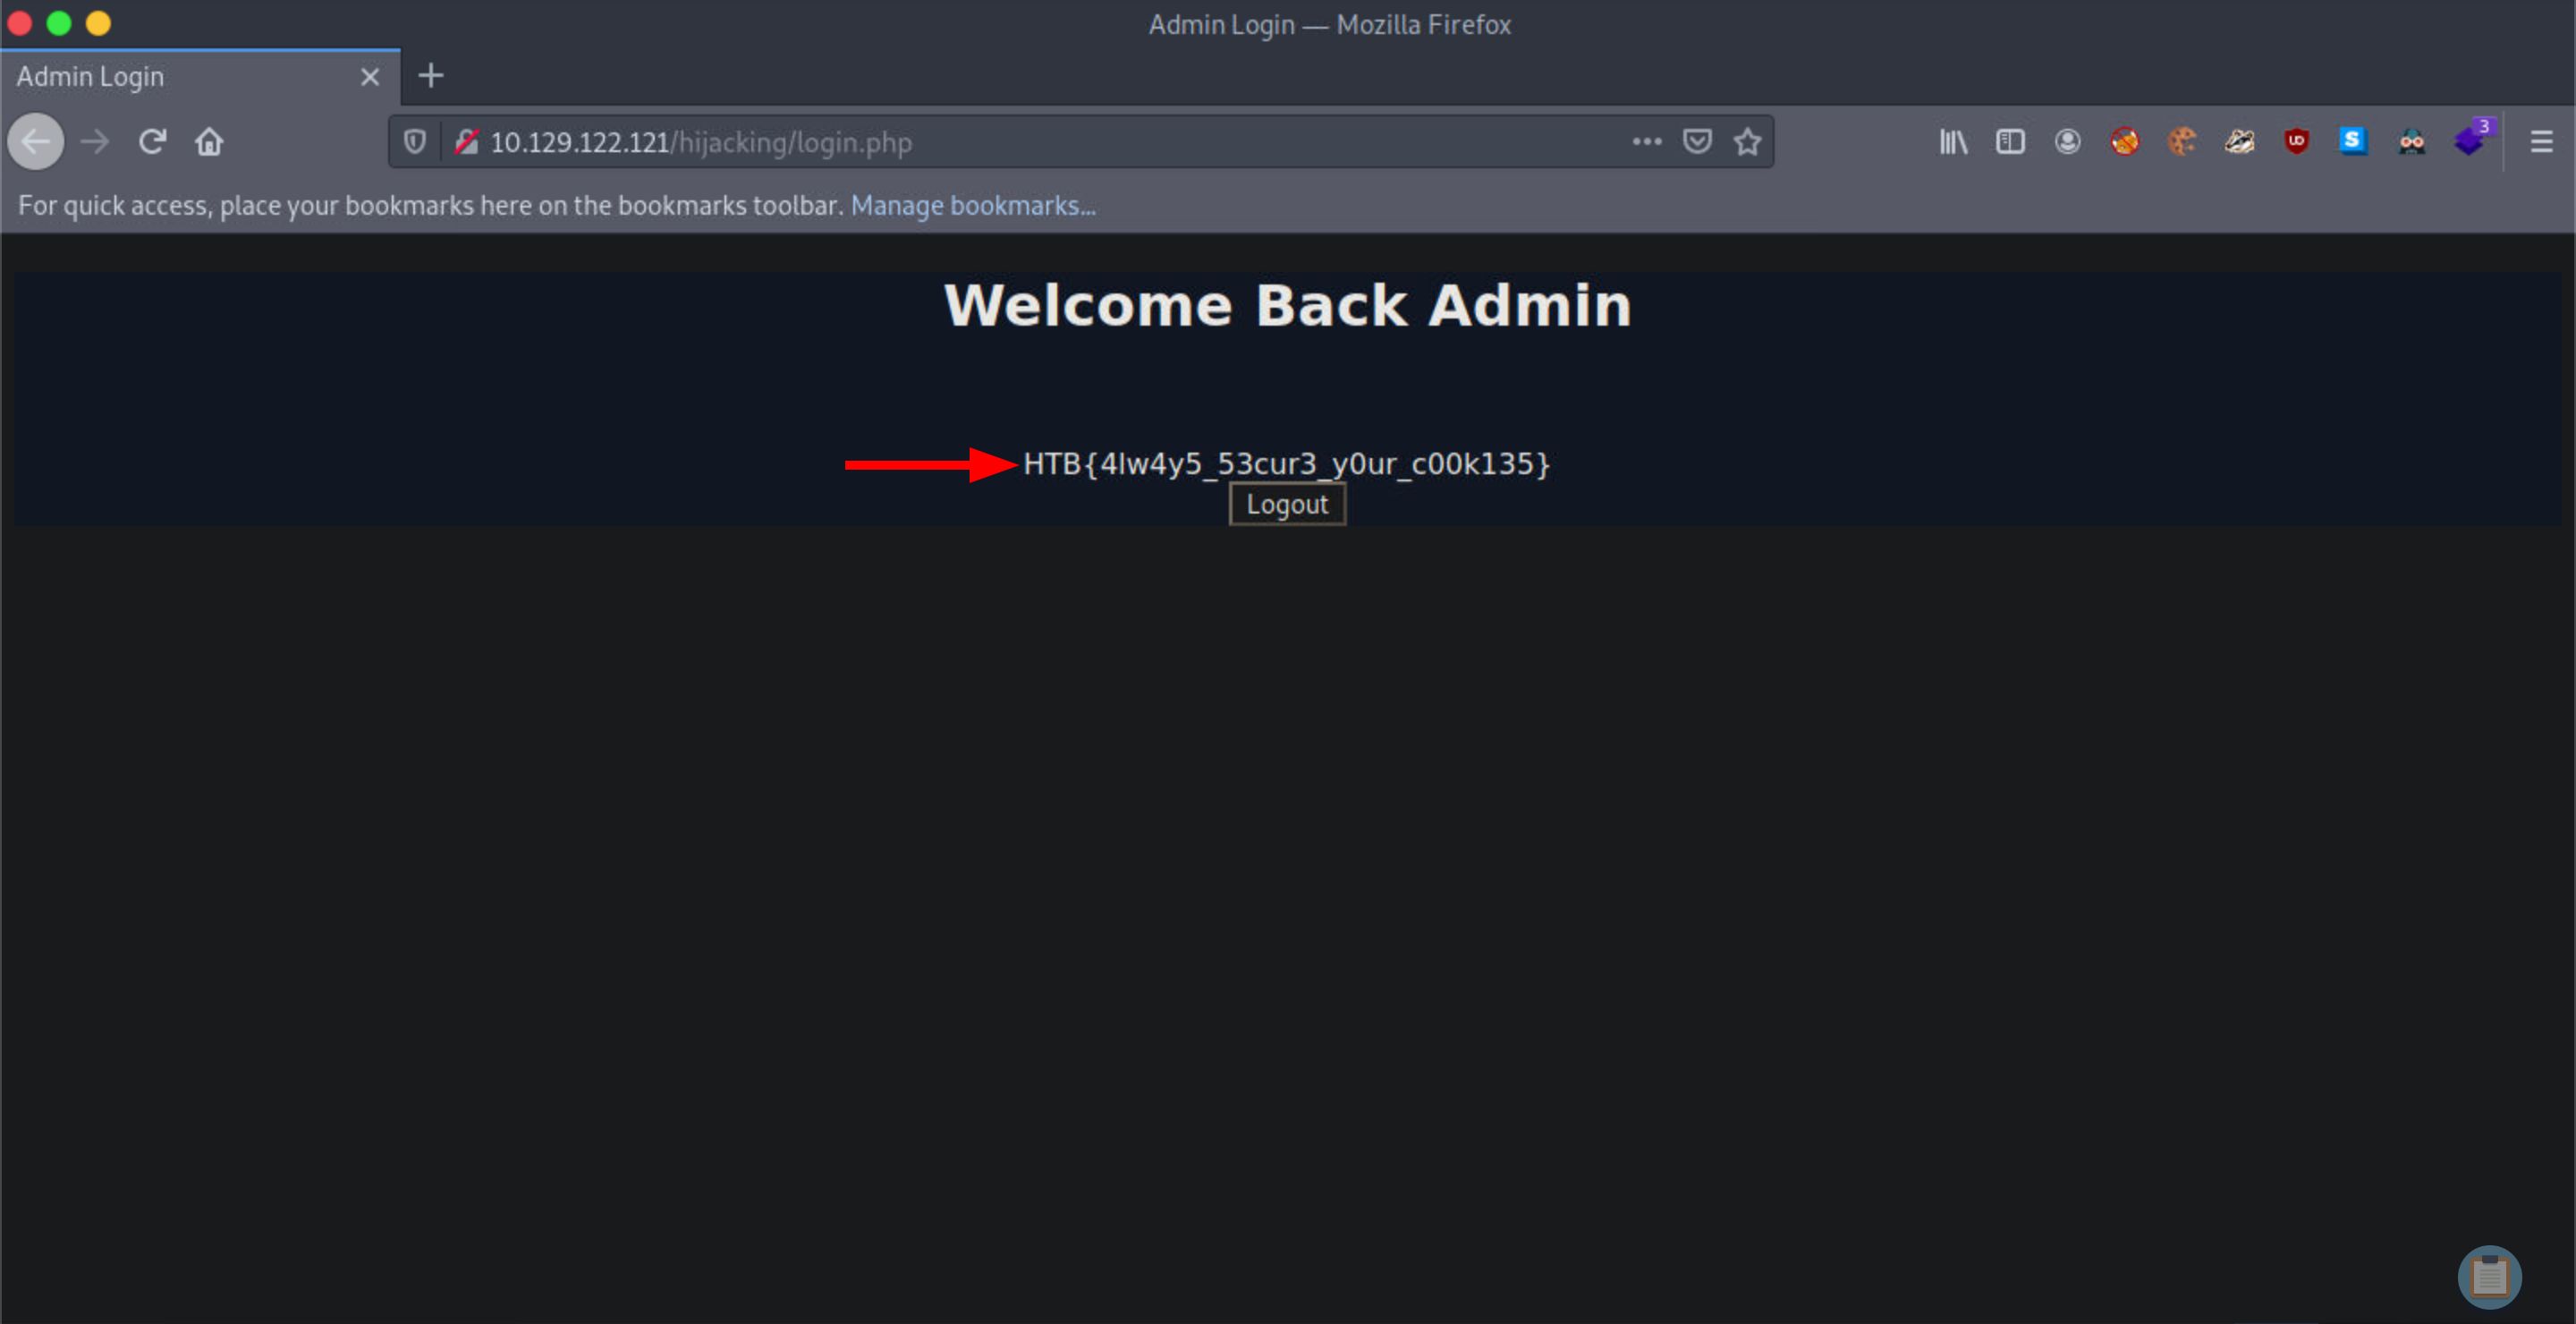 Admin Login — Mozilla Firefox
Admin Login
10.129.122.121/hijacking/login.php
3
For quick access, place your bookmarks here on the bookmarks toolbar. Manage bookmarks...
Welcome Back Admin
HTB{4lw4y5_53cur3_y0ur_c00k135}
Logout